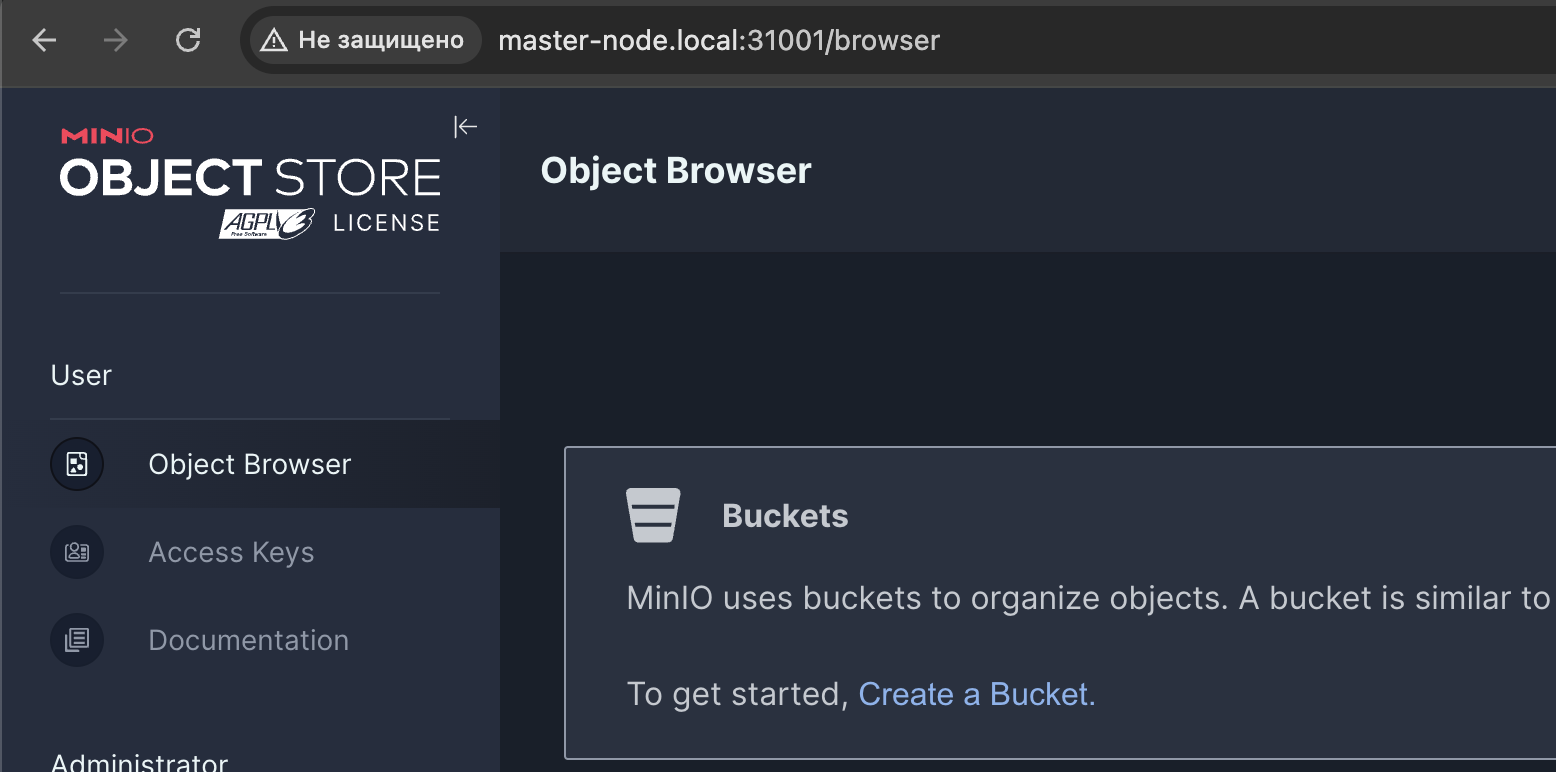 Не защищено master-node.local:31001/browser
MINIO
OBJECT STORE
AGPL v3 LICENSE
Free Software
Object Browser
User
Object Browser
Access Keys
Documentation
Administrator
Buckets
MinIO uses buckets to organize objects. A bucket is similar to
To get started, Create a Bucket.